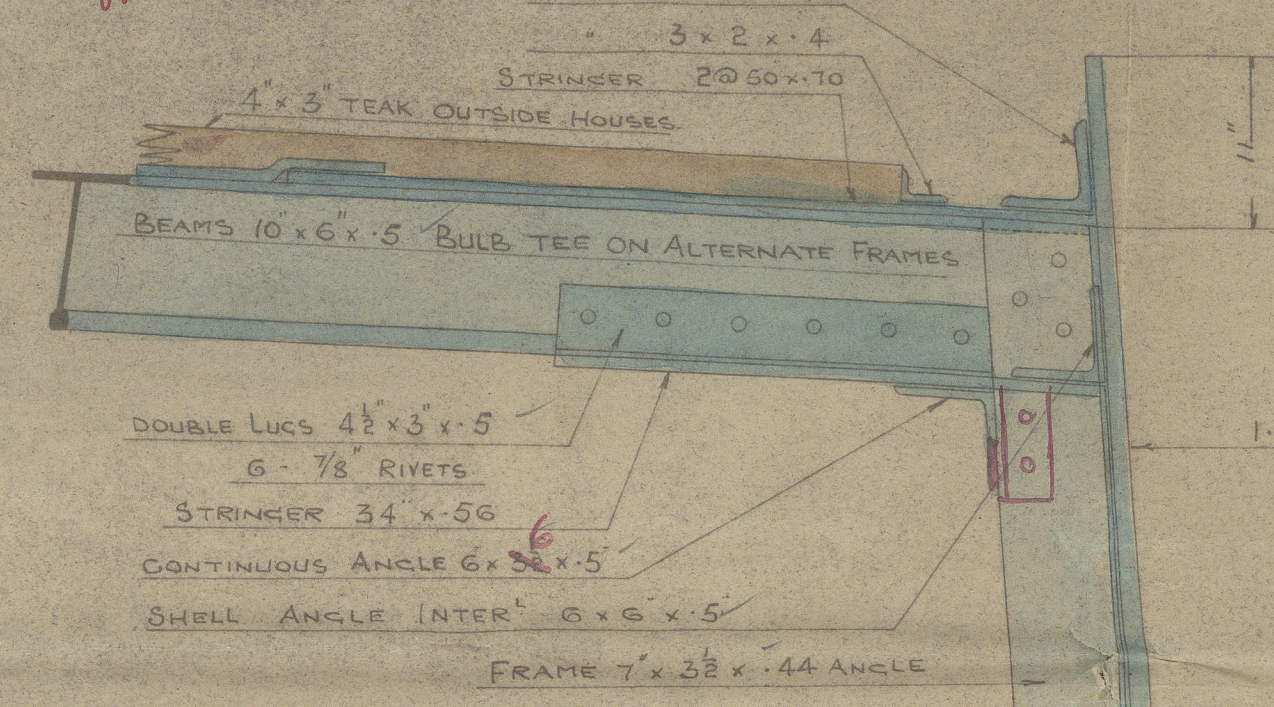 " 3 x 2 x .4
STRINGER 2@ 50 x .70
4" x 3" TEAK OUTSIDE HOUSES
11"
BEAMS 10" x 6" x .5 BULB TEE ON ALTERNATE FRAMES
DOUBLE LUGS 4½" x 3" x .5
6 - 7/8" RIVETS
STRINGER 34" x .56
6
CONTINUOUS ANGLE 6 x 3½ x .5"
SHELL ANGLE INTERᴸ 6 x 6" x .5"
FRAME 7" x 3½ x .44 ANGLE